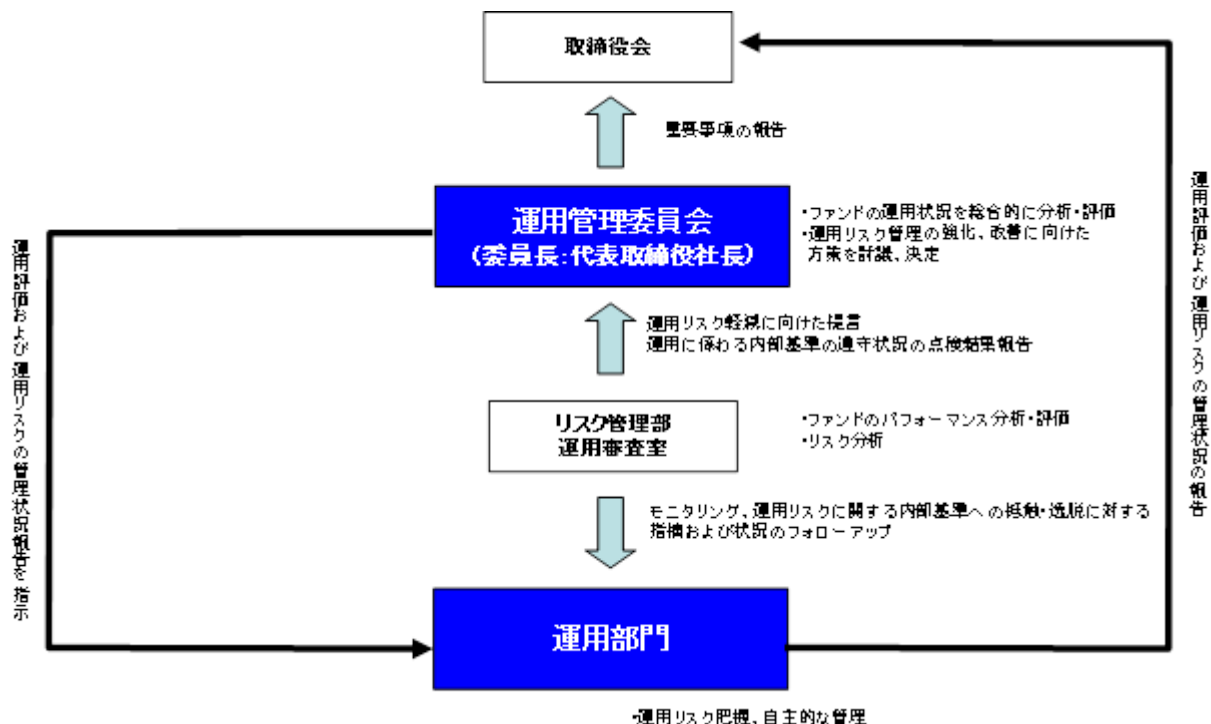 取締役会
重要事項の報告
運用管理委員会
(委員長:代表取締役社長)
・ファンドの運用状況を総合的に分析・評価
・運用リスク管理の強化、改善に向けた
方策を討議、決定
運用リスク軽減に向けた提言
運用に係わる内部基準の遵守状況の点検結果報告
リスク管理部
運用審査室
・ファンドのパフォーマンス分析・評価
・リスク分析
モニタリング、運用リスクに関する内部基準への抵触・逸脱に対する
指摘および状況のフォローアップ
運用部門
・運用リスク把握、自主的な管理
運用評価および運用リスクの管理状況報告を指示
運用評価および運用リスクの管理状況の報告